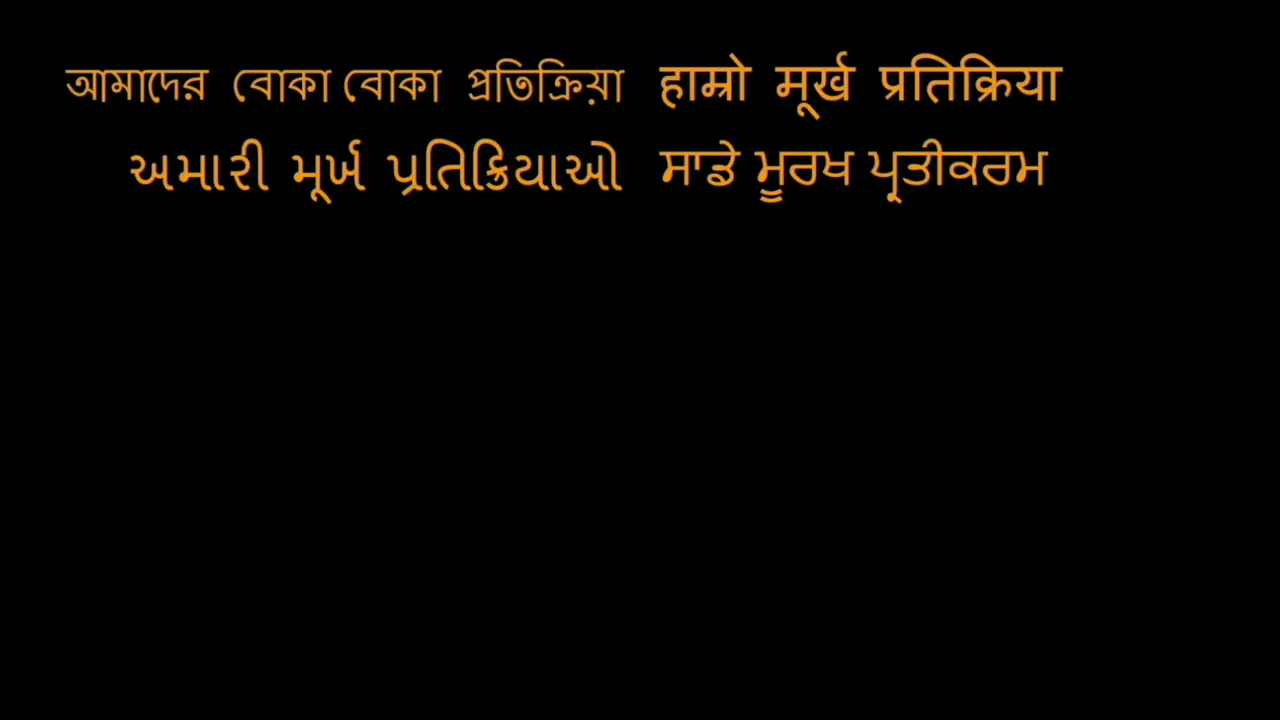 আমাদের বোকা বোকা প্রতিক্রিয়া हाम्रो मूर्ख प्रतिक्रिया
અમારી મૂર્ખ પ્રતિક્રિયાઓ ਸਾਡੇ ਮੂਰਖ ਪ੍ਰਤੀਕਰਮ